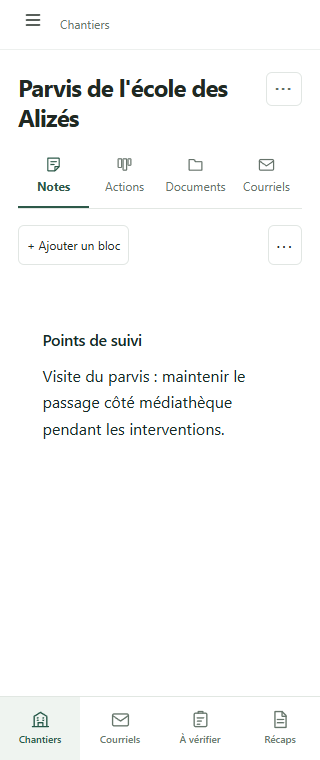 Chantiers
Parvis de l'école des
Alizés
...
Notes
Actions
Documents
Courriels
+ Ajouter un bloc
...
Points de suivi
Visite du parvis : maintenir le
passage côté médiathèque
pendant les interventions.
Chantiers
Courriels
À vérifier
Récaps